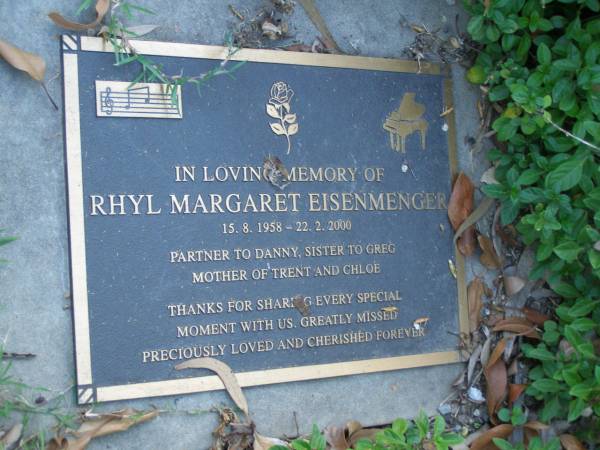 IN LOVING MEMORY OF
RHYL MARGARET EISENMENGER
15. 8. 1958 - 22. 2. 2000
PARTNER TO DANNY, SISTER TO GREG
MOTHER OF TRENT AND CHLOE
THANKS FOR SHARING EVERY SPECIAL
MOMENT WITH US. GREATLY MISSED
PRECIOUSLY LOVED AND CHERISHED FOREVER